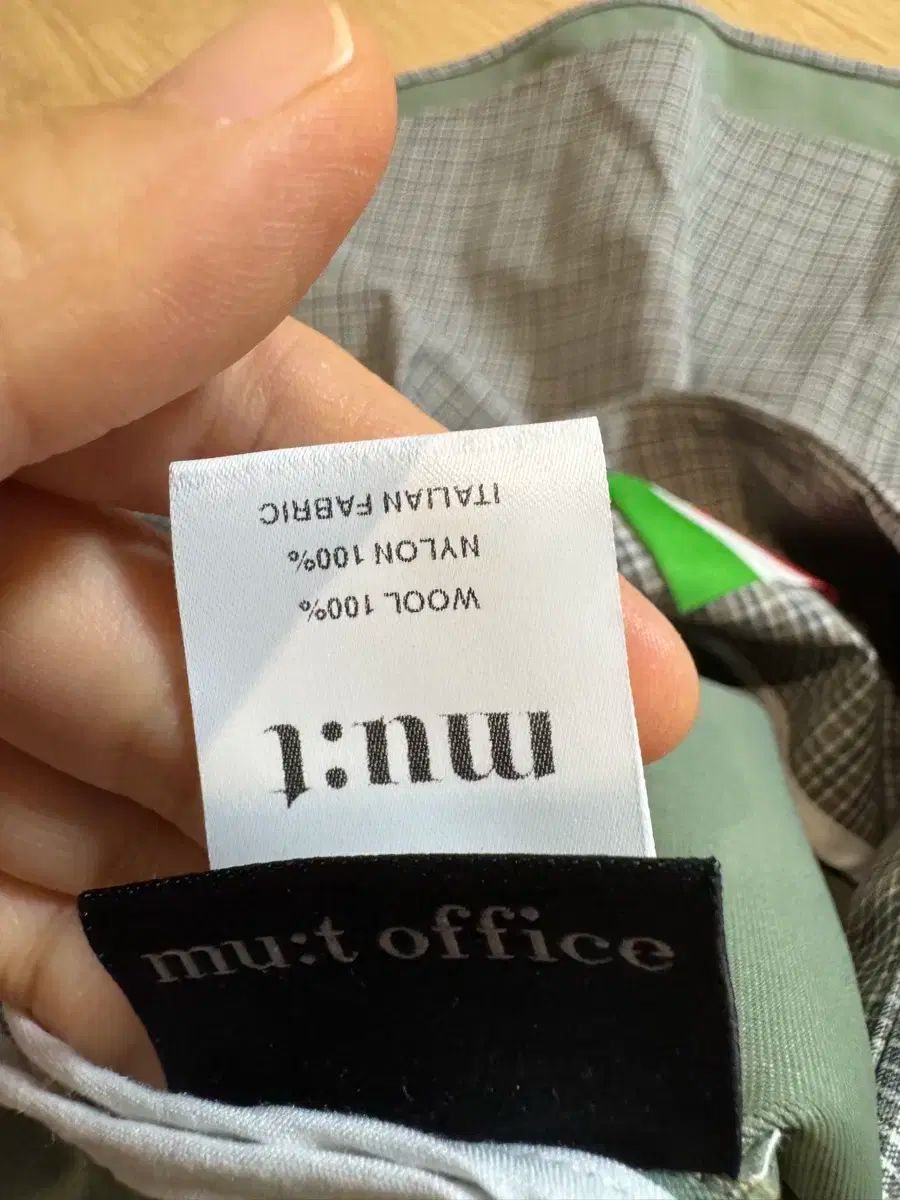 mu:t
WOOL 100%
NYLON 100%
ITALIAN FABRIC
mu:t office